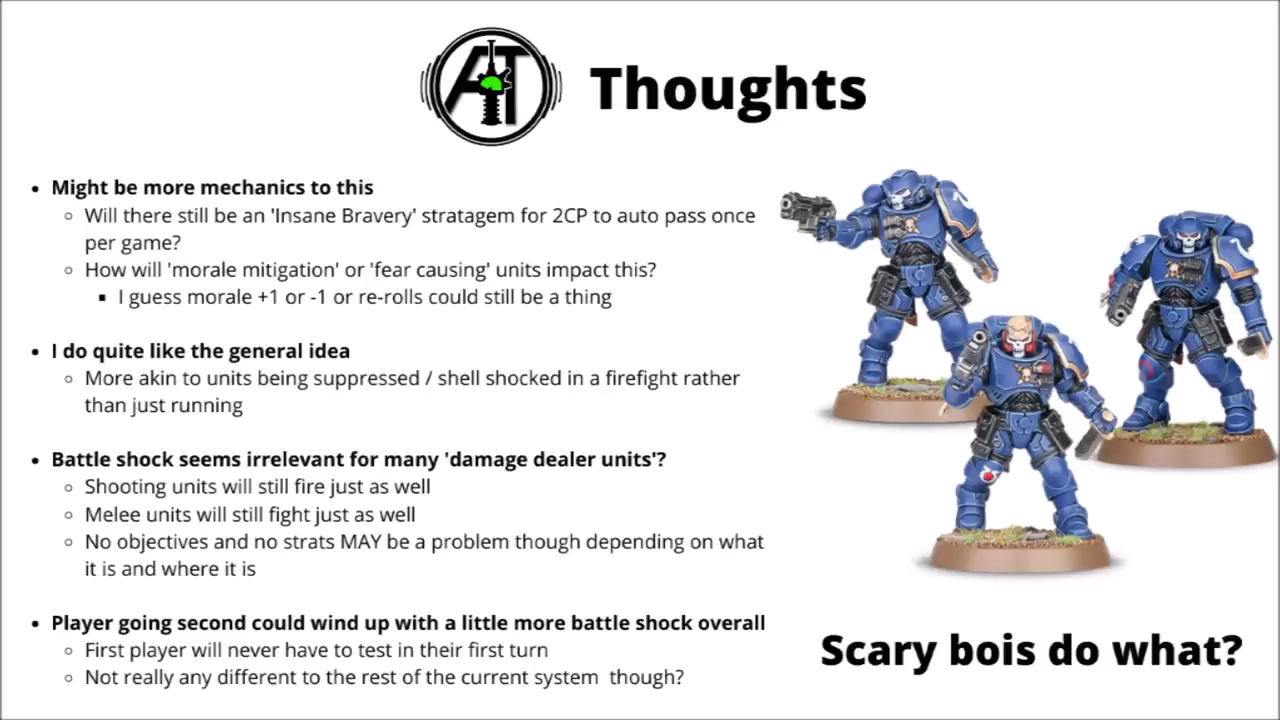 AT
Thoughts
• Might be more mechanics to this
◦ Will there still be an 'Insane Bravery' stratagem for 2CP to auto pass once
per game?
◦ How will 'morale mitigation' or 'fear causing' units impact this?
▪ I guess morale +1 or -1 or re-rolls could still be a thing
• I do quite like the general idea
◦ More akin to units being suppressed / shell shocked in a firefight rather
than just running
• Battle shock seems irrelevant for many 'damage dealer units'?
◦ Shooting units will still fire just as well
◦ Melee units will still fight just as well
◦ No objectives and no strats MAY be a problem though depending on what
it is and where it is
• Player going second could wind up with a little more battle shock overall
◦ First player will never have to test in their first turn
◦ Not really any different to the rest of the current system  though?
Scary bois do what?